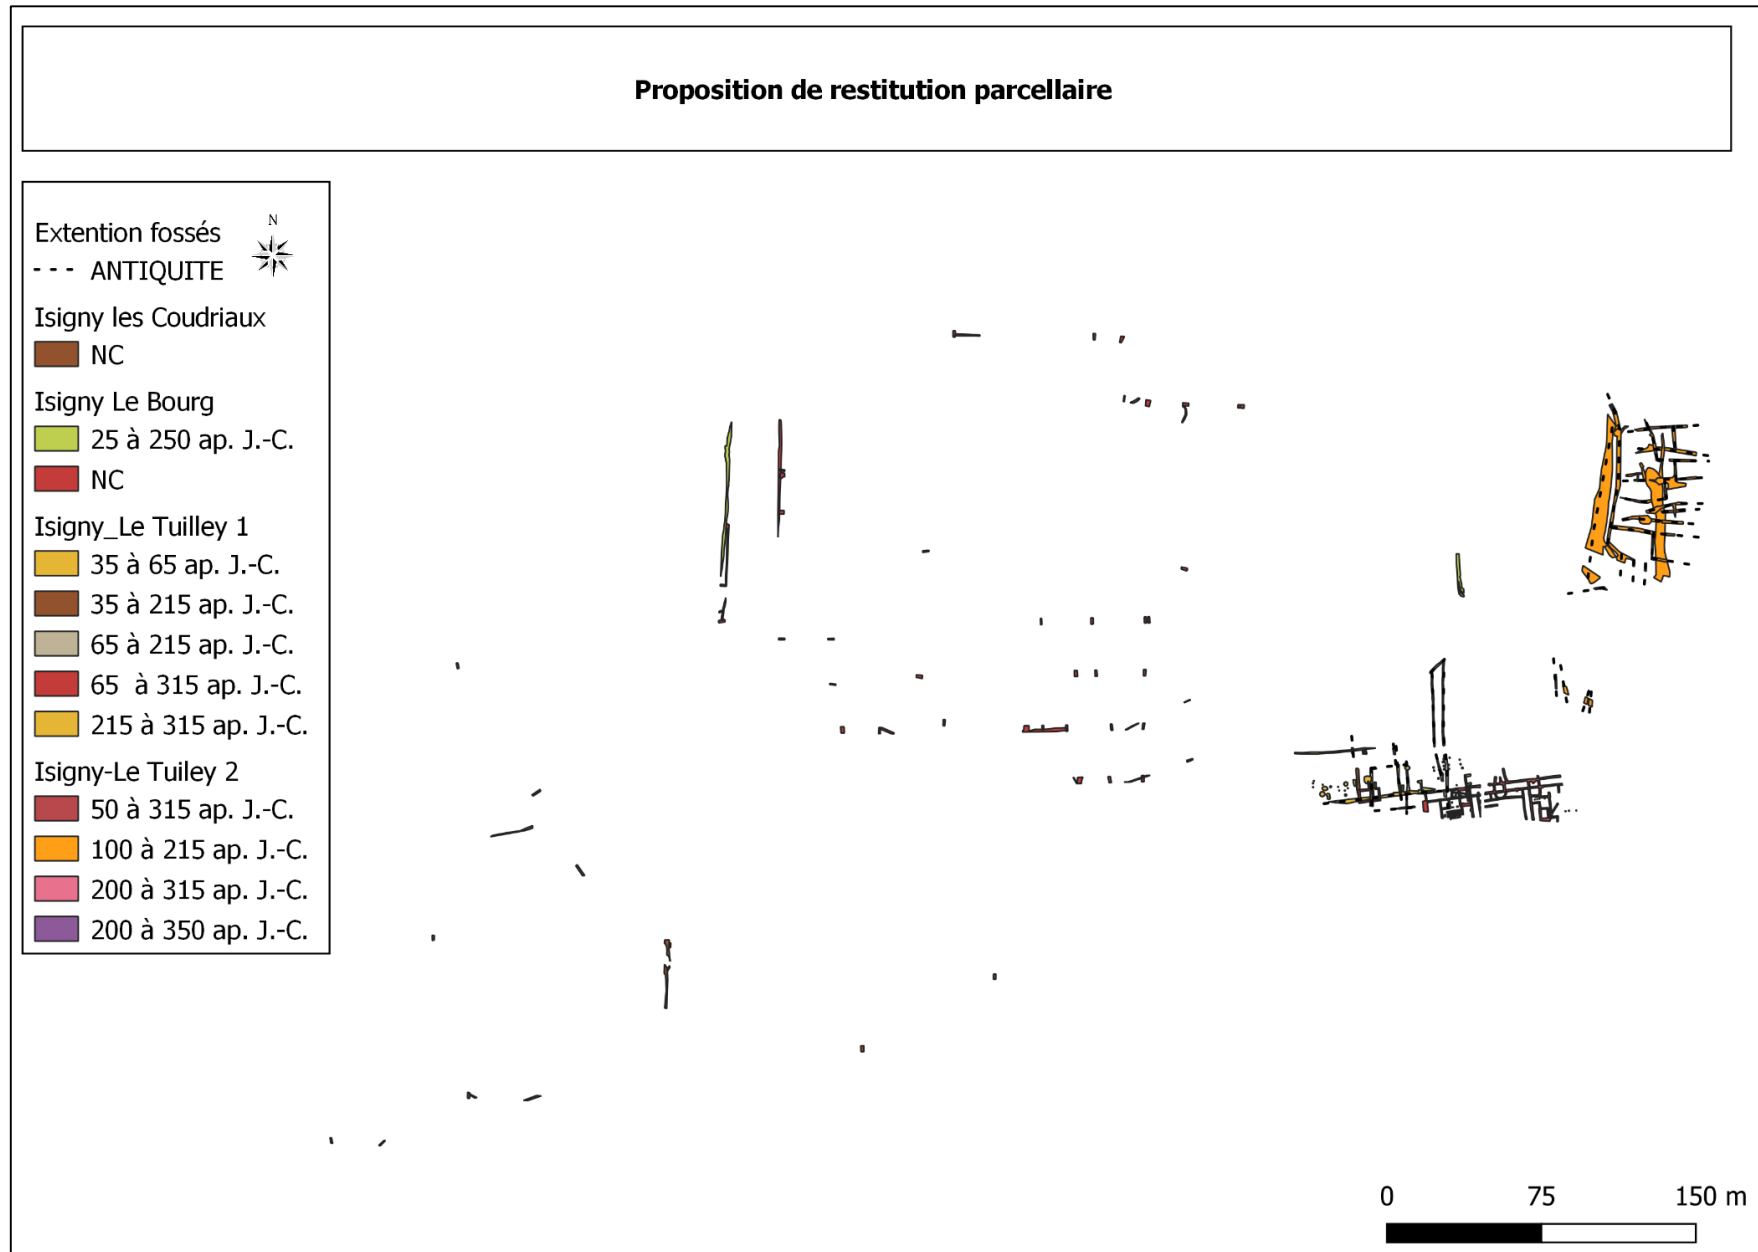 Proposition de restitution parcellaire
N
Extention fossés
ANTIQUITE
Isigny les Coudriaux
NC
Isigny Le Bourg
25 à 250 ap. J.-C.
NC
Isigny_Le Tuilley 1
35 à 65 ap. J.-C.
35 à 215 ap. J.-C.
65 à 215 ap. J.-C.
65  à 315 ap. J.-C.
215 à 315 ap. J.-C.
Isigny-Le Tuiley 2
50 à 315 ap. J.-C.
100 à 215 ap. J.-C.
200 à 315 ap. J.-C.
200 à 350 ap. J.-C.
0 75 150 m